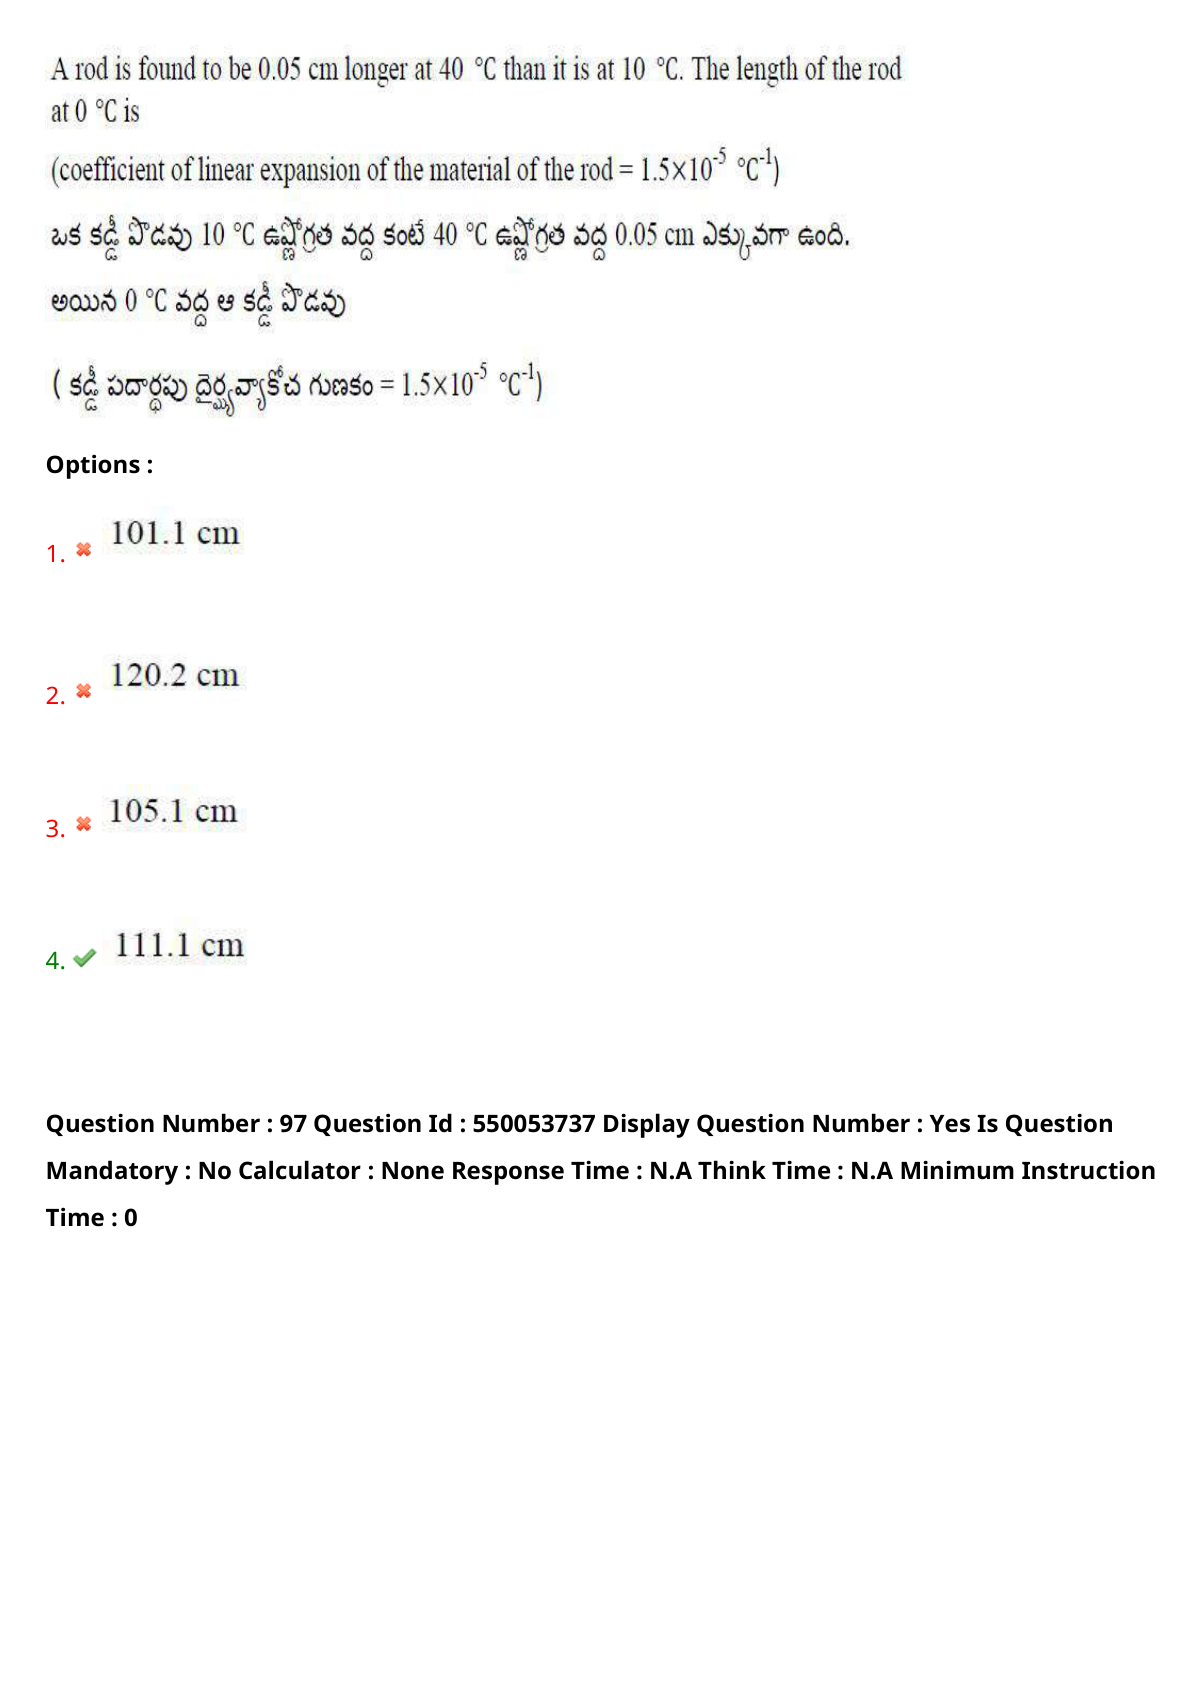 A rod is found to be 0.05 cm longer at 40 °C than it is at 10 °C. The length of the rod
at 0 °C is
(coefficient of linear expansion of the material of the rod = 1.5×10⁻⁵ °C⁻¹)
ఒక కడ్డీ పొడవు 10 °C ఉష్ణోగ్రత వద్ద కంటే 40 °C ఉష్ణోగ్రత వద్ద 0.05 cm ఎక్కువగా ఉంది.
అయిన 0 °C వద్ద ఆ కడ్డీ పొడవు
( కడ్డీ పదార్థపు దైర్ఘ్యవ్యాకోచ గుణకం = 1.5×10⁻⁵ °C⁻¹)
Options :
1. 101.1 cm
2. 120.2 cm
3. 105.1 cm
4. 111.1 cm
Question Number : 97 Question Id : 550053737 Display Question Number : Yes Is Question
Mandatory : No Calculator : None Response Time : N.A Think Time : N.A Minimum Instruction
Time : 0